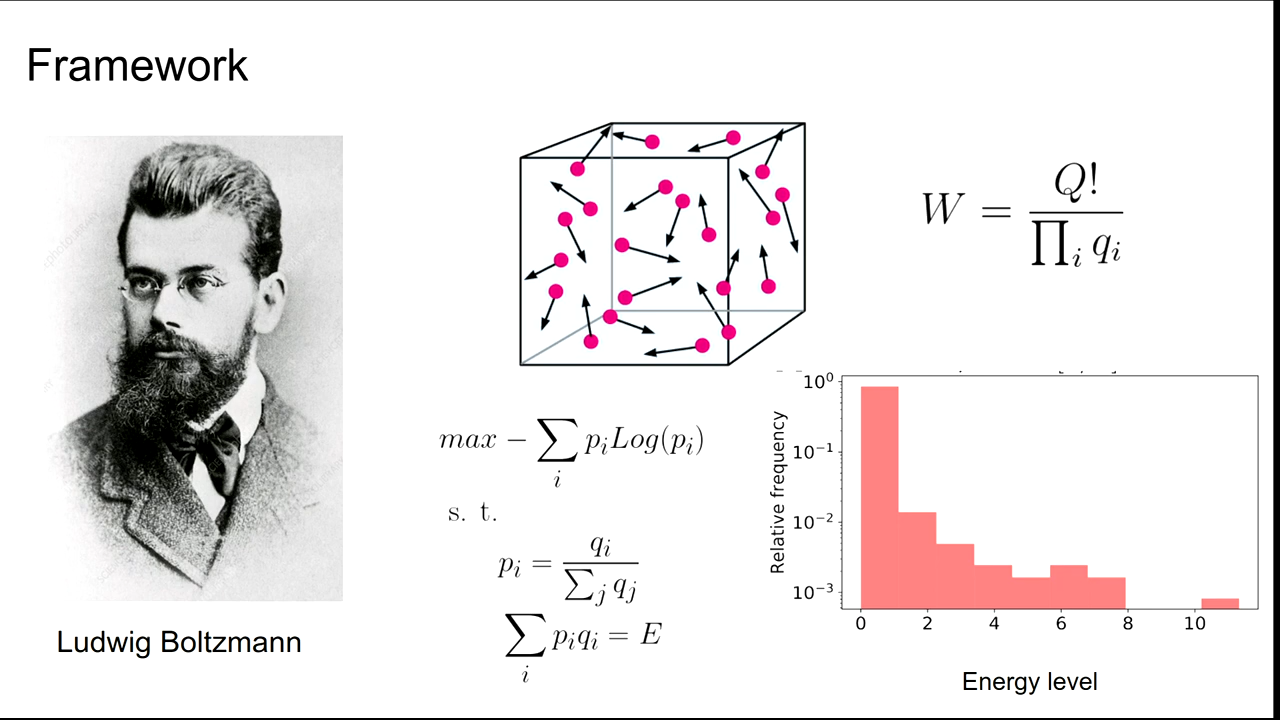 Framework
W = Q! / ∏_i q_i
max − ∑_i p_i Log(p_i)
s. t.
p_i = q_i / ∑_j q_j
∑_i p_i q_i = E
Ludwig Boltzmann
Relative frequency
10^0
10^−1
10^−2
10^−3
0 2 4 6 8 10
Energy level